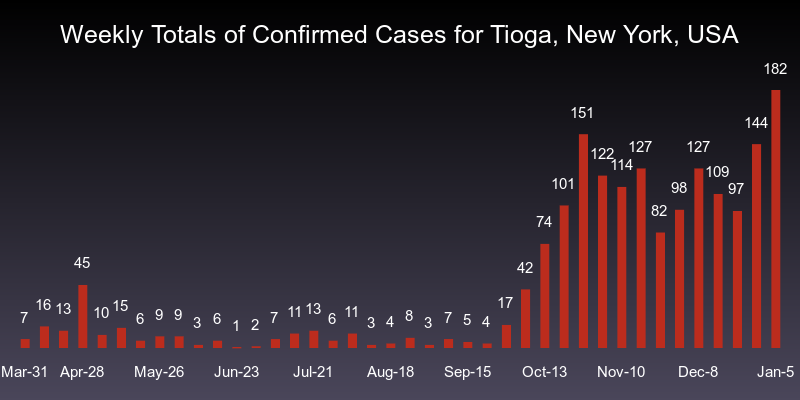 Weekly Totals of Confirmed Cases for Tioga, New York, USA
7 16 13 45 10 15 6 9 9 3 6 1 2 7 11 13 6 11 3 4 8 3 7 5 4 17 42 74 101 151 122 114 127 82 98 127 109 97 144 182
Mar-31 Apr-28 May-26 Jun-23 Jul-21 Aug-18 Sep-15 Oct-13 Nov-10 Dec-8 Jan-5